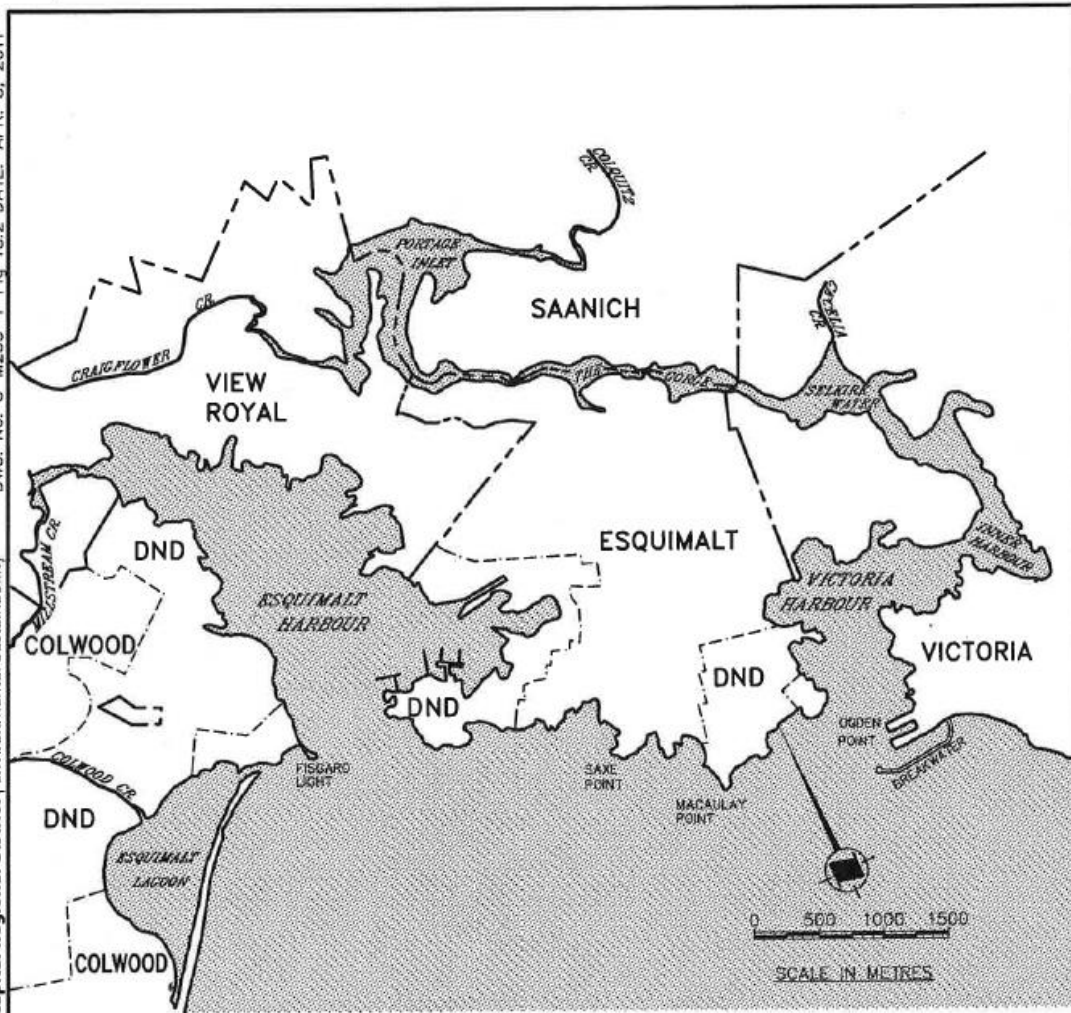 COLQUITZ
CR.
PORTAGE
INLET
SAANICH
CECELIA
CR.
CR.
CRAIGFLOWER
THE
GORGE
SELKIRK
WATER
VIEW
ROYAL
DND
ESQUIMALT
INNER
HARBOUR
MILLSTREAM CR.
ESQUIMALT
HARBOUR
VICTORIA
HARBOUR
COLWOOD
VICTORIA
DND
DND
OGDEN
POINT
BREAKWATER
COLWOOD CR.
FISGARD
LIGHT
SAXE
POINT
MACAULAY
POINT
DND
ESQUIMALT
LAGOON
0 500 1000 1500
SCALE IN METRES
COLWOOD